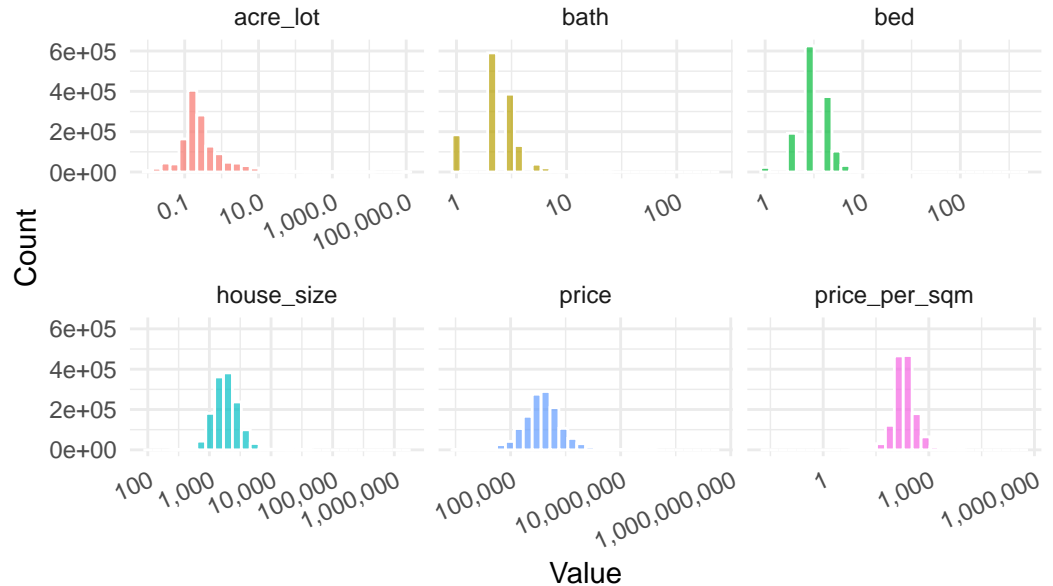 acre_lot bath bed
6e+05
4e+05
2e+05
0e+00
0.1 10.0 1,000.0 100,000.0 1 10 100 1 10 100
Count
house_size price price_per_sqm
6e+05
4e+05
2e+05
0e+00
100 1,000 10,000 100,000 1,000,000 100,000 10,000,000 1,000,000,000 1 1,000 1,000,000
Value